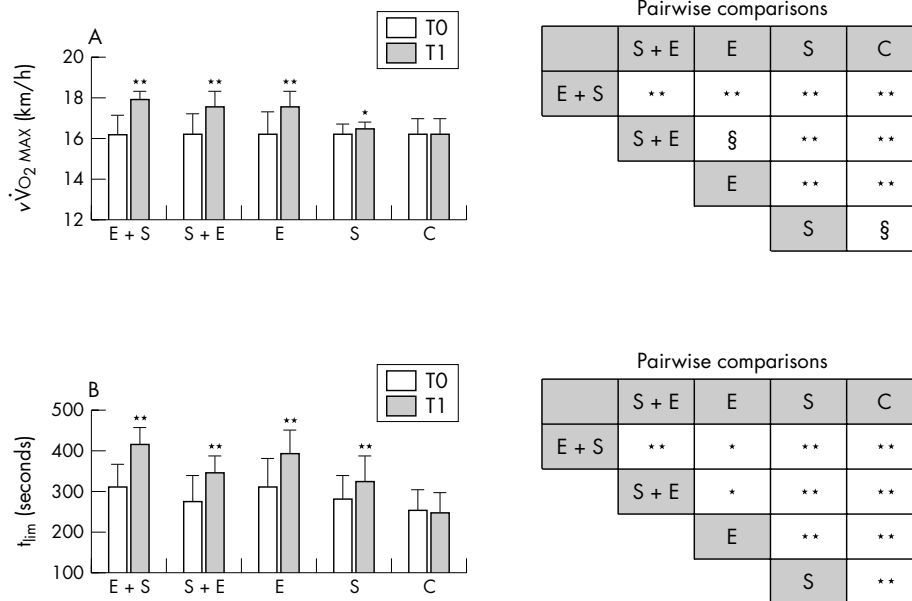 A
T0
T1
20
18
16
14
12
vV̇O₂ MAX (km/h)
★★ ★★ ★★ ★
E + S S + E E S C
Pairwise comparisons
S + E E S C
E + S ★★ ★★ ★★ ★★
S + E § ★★ ★★
E ★★ ★★
S §
B
T0
T1
500
400
300
200
100
tlim (seconds)
★★ ★★ ★★ ★★
E + S S + E E S C
Pairwise comparisons
S + E E S C
E + S ★★ ★ ★★ ★★
S + E ★ ★★ ★★
E ★★ ★★
S ★★